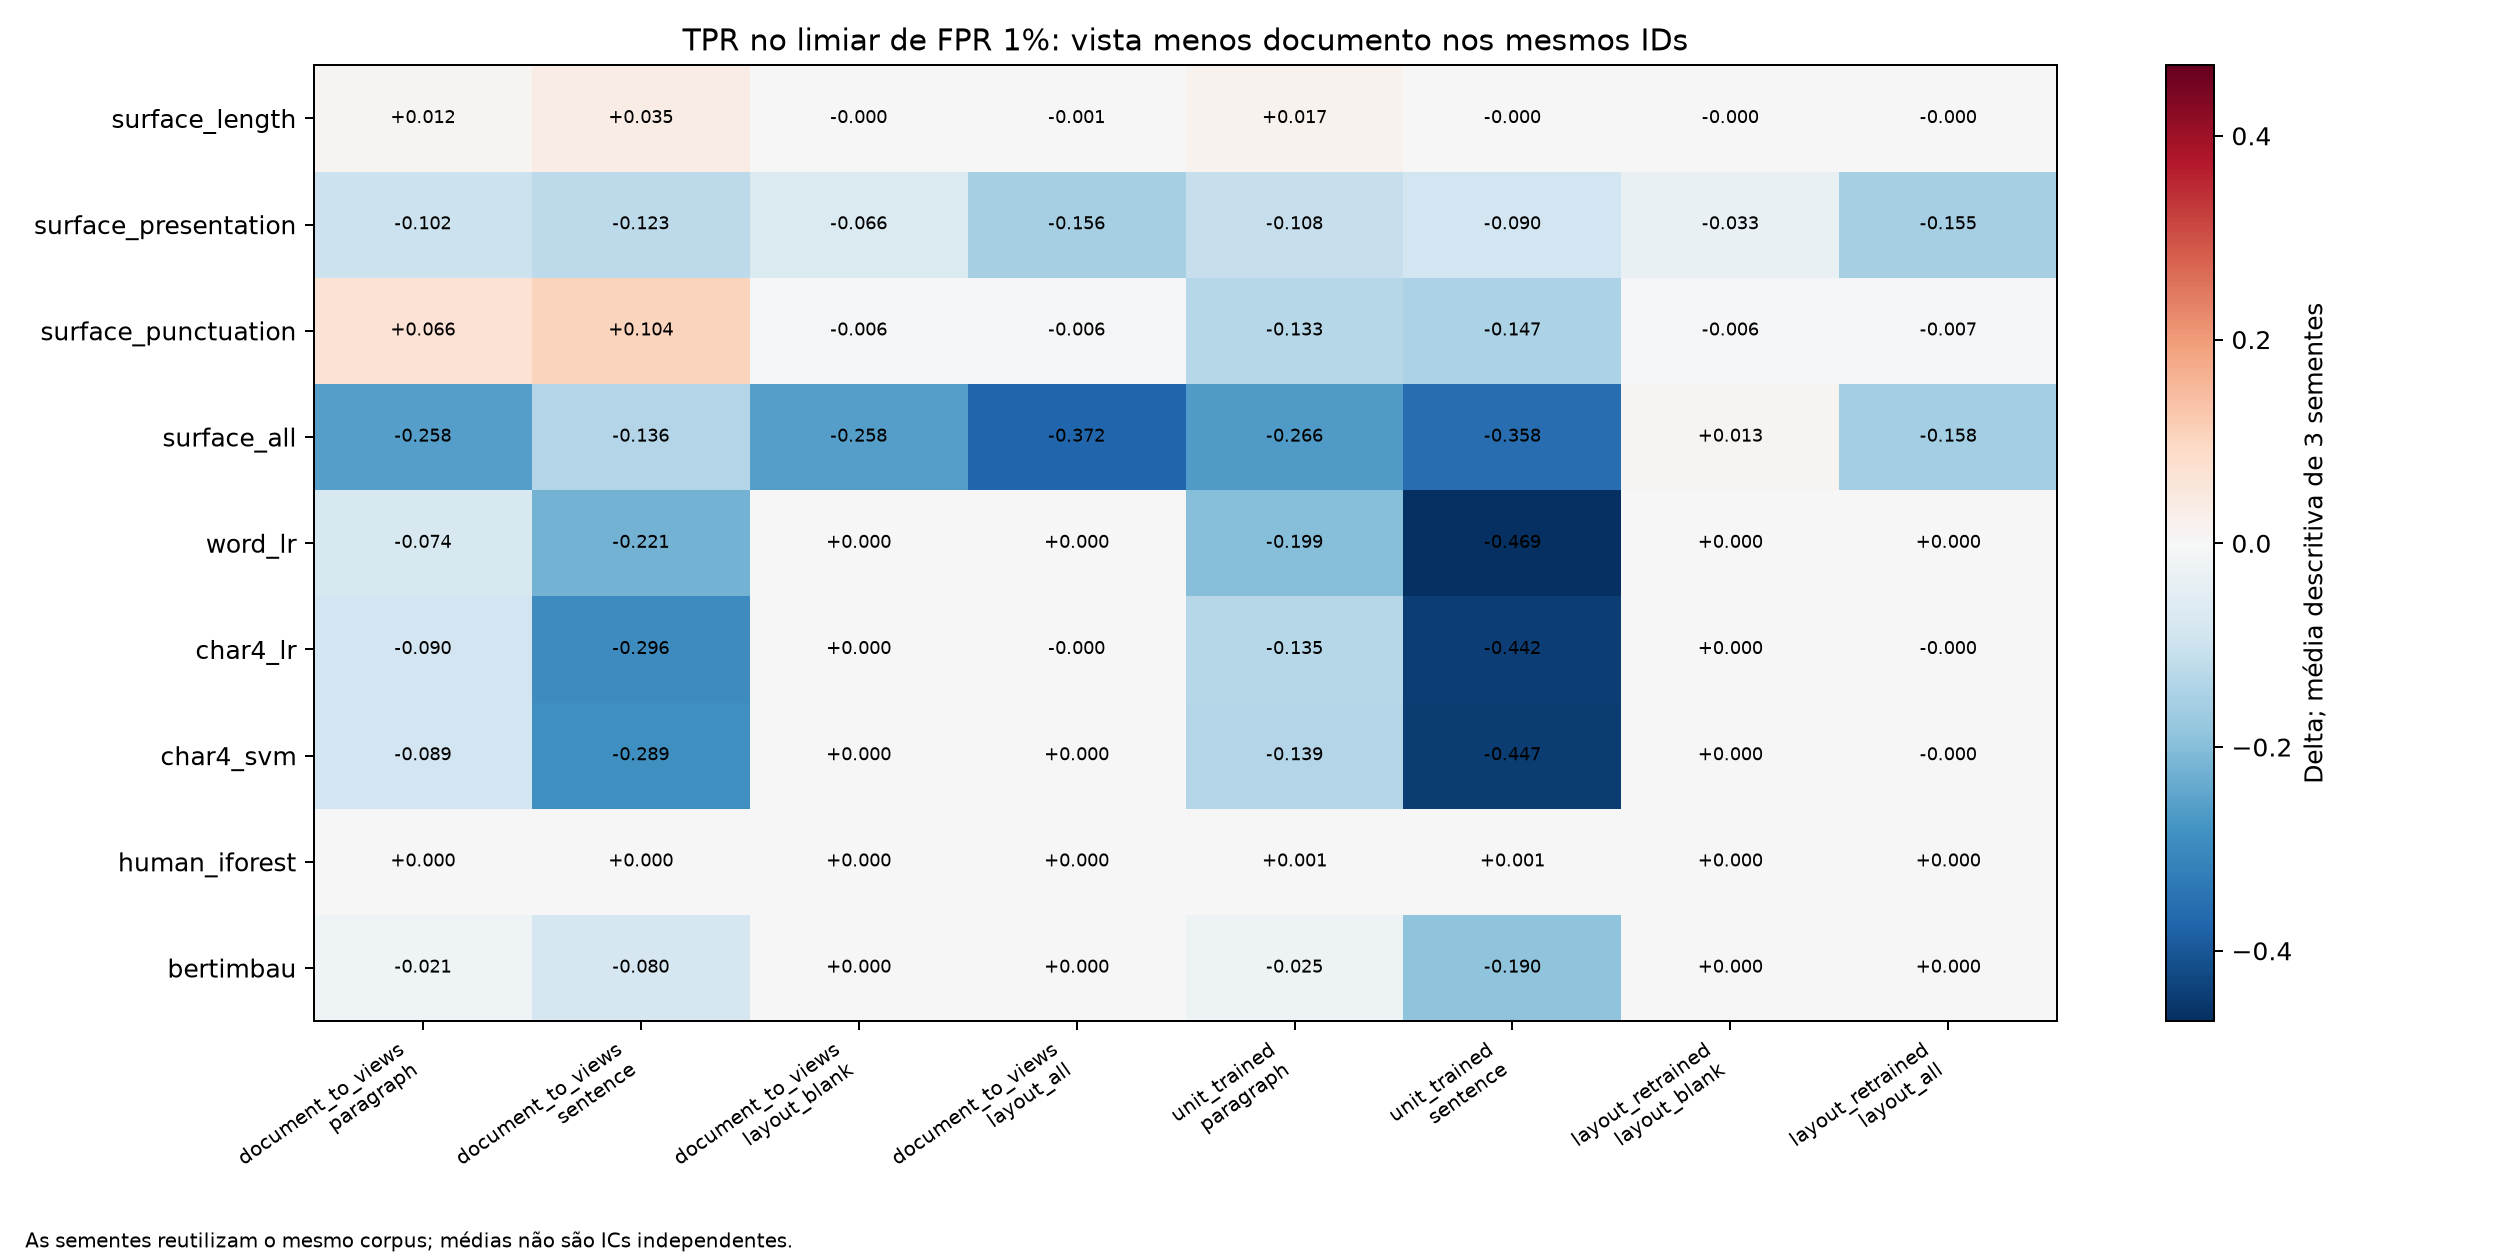 TPR no limiar de FPR 1%: vista menos documento nos mesmos IDs
surface_length +0.012 +0.035 -0.000 -0.001 +0.017 -0.000 -0.000 -0.000
surface_presentation -0.102 -0.123 -0.066 -0.156 -0.108 -0.090 -0.033 -0.155
surface_punctuation +0.066 +0.104 -0.006 -0.006 -0.133 -0.147 -0.006 -0.007
surface_all -0.258 -0.136 -0.258 -0.372 -0.266 -0.358 +0.013 -0.158
word_lr -0.074 -0.221 +0.000 +0.000 -0.199 -0.469 +0.000 +0.000
char4_lr -0.090 -0.296 +0.000 -0.000 -0.135 -0.442 +0.000 -0.000
char4_svm -0.089 -0.289 +0.000 +0.000 -0.139 -0.447 +0.000 -0.000
human_iforest +0.000 +0.000 +0.000 +0.000 +0.001 +0.001 +0.000 +0.000
bertimbau -0.021 -0.080 +0.000 +0.000 -0.025 -0.190 +0.000 +0.000
document_to_views
paragraph
document_to_views
sentence
document_to_views
layout_blank
document_to_views
layout_all
unit_trained
paragraph
unit_trained
sentence
layout_retrained
layout_blank
layout_retrained
layout_all
0.4
0.2
0.0
−0.2
−0.4
Delta; média descritiva de 3 sementes
As sementes reutilizam o mesmo corpus; médias não são ICs independentes.